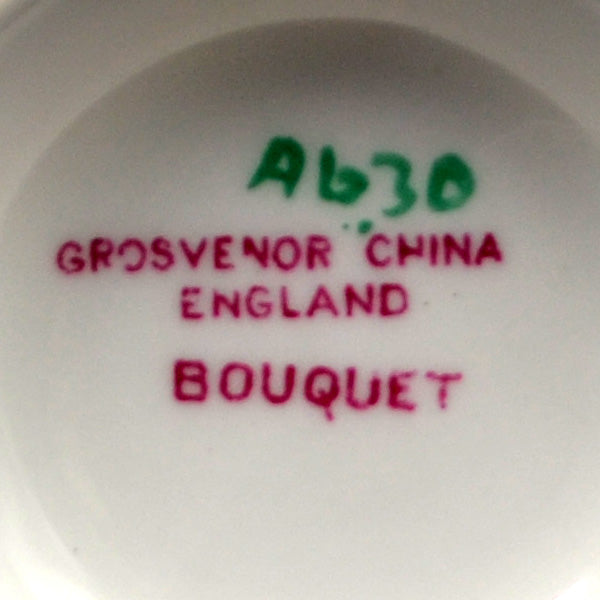 A630
GROSVENOR CHINA
ENGLAND
BOUQUET